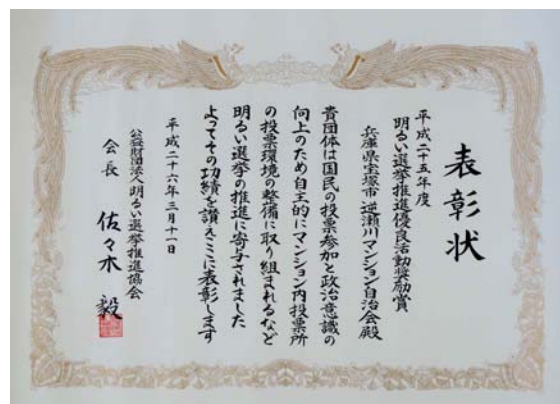 表彰状
平成二十五年度
明るい選挙推進優良活動奨励賞
兵庫県宝塚市 逆瀬川マンション自治会殿
貴団体は国民の投票参加と政治意識の
向上のため自主的にマンション内投票所
の投票環境の整備に取り組まれるなど
明るい選挙の推進に寄与されました
よってその功績を讃えここに表彰します
平成二十六年三月十一日
公益財団法人明るい選挙推進協会
会長 佐々木 毅